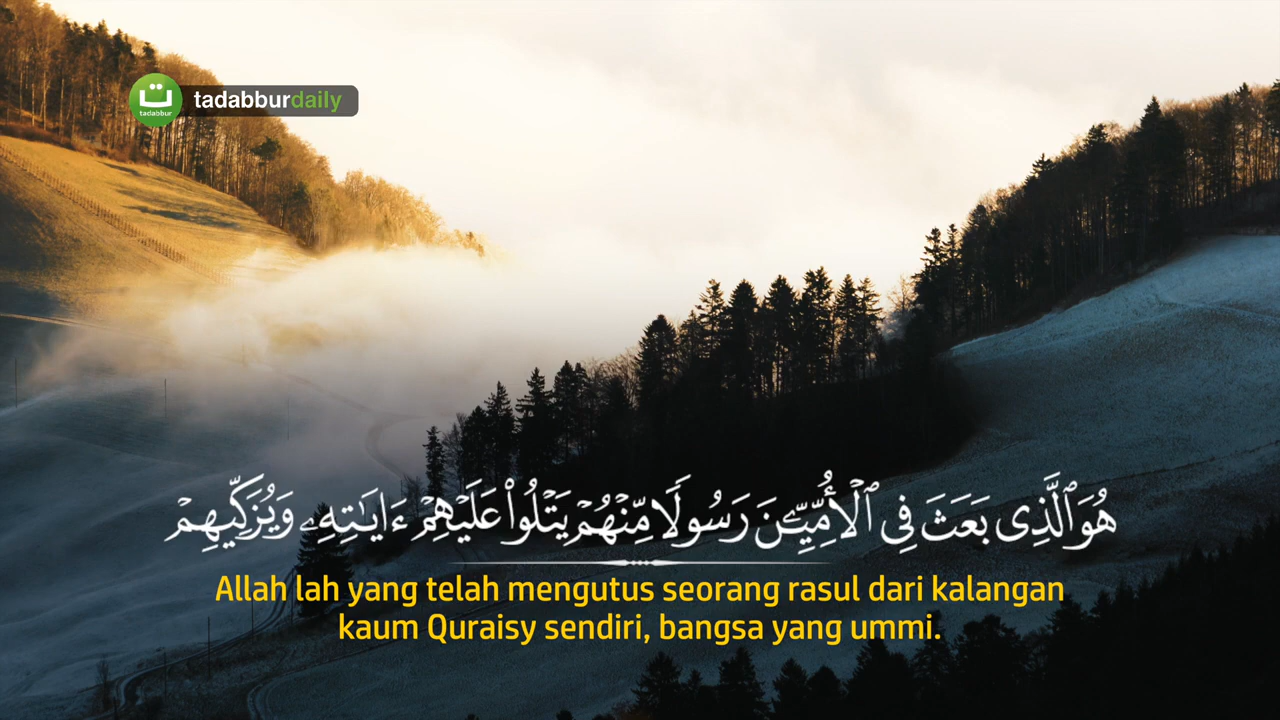 ت
tadabbur
tadabburdaily
هُوَ ٱلَّذِى بَعَثَ فِى ٱلْأُمِّيِّـۧنَ رَسُولًا مِّنْهُمْ يَتْلُوا۟ عَلَيْهِمْ ءَايَـٰتِهِۦ وَيُزَكِّيهِمْ
Allah lah yang telah mengutus seorang rasul dari kalangan
kaum Quraisy sendiri, bangsa yang ummi.